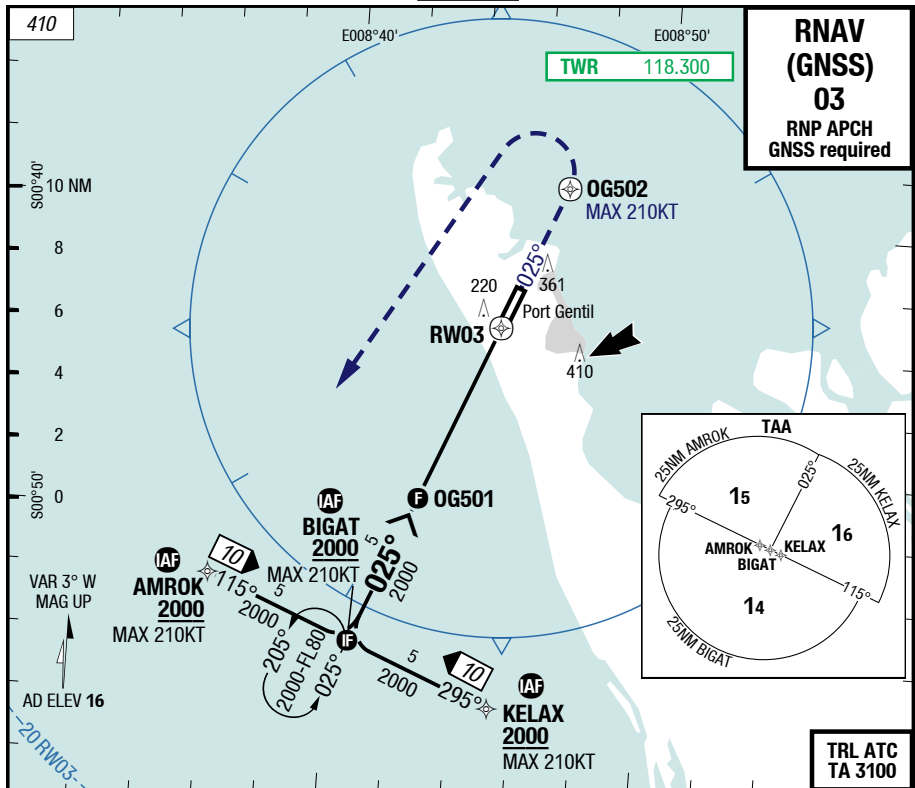 410
E008°40'
E008°50'
RNAV
(GNSS)
03
RNP APCH
GNSS required
TWR 118.300
S00°40'
10 NM
8
6
4
2
0
S00°50'
OG502
MAX 210KT
025°
361
220
Port Gentil
RW03
410
TAA
25NM AMROK
25NM KELAX
025°
295°
15
16
AMROK
KELAX
BIGAT
115°
14
25NM BIGAT
F OG501
IAF
BIGAT
2000
MAX 210KT
5
025°
2000
IAF
AMROK
2000
MAX 210KT
10
115°
5
2000
205°
2000-FL80
025°
IF
5
2000
10
295°
IAF
KELAX
2000
MAX 210KT
VAR 3° W
MAG UP
AD ELEV 16
20 RW03
TRL ATC
TA 3100